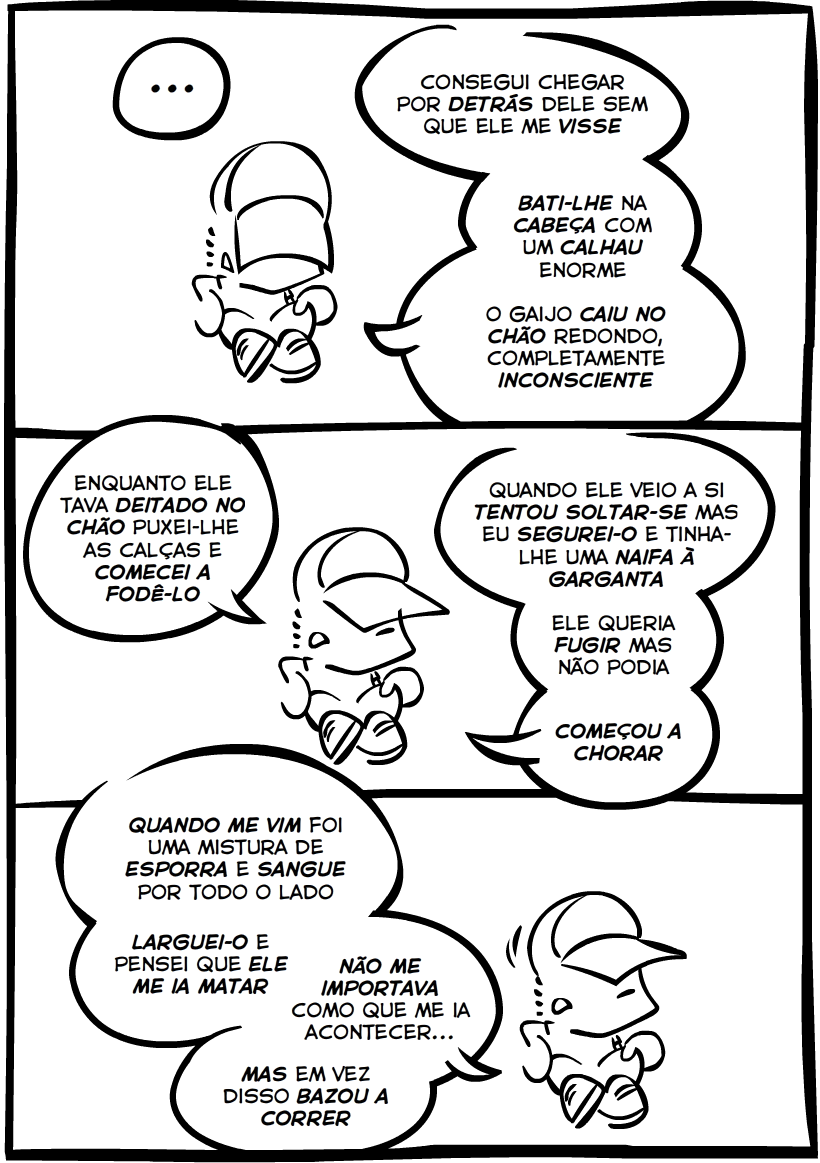 ...
CONSEGUI CHEGAR
POR DETRÁS DELE SEM
QUE ELE ME VISSE
BATI-LHE NA
CABEÇA COM
UM CALHAU
ENORME
O GAIJO CAIU NO
CHÃO REDONDO,
COMPLETAMENTE
INCONSCIENTE
ENQUANTO ELE
TAVA DEITADO NO
CHÃO PUXEI-LHE
AS CALÇAS E
COMECEI A
FODÊ-LO
QUANDO ELE VEIO A SI
TENTOU SOLTAR-SE MAS
EU SEGUREI-O E TINHA-
LHE UMA NAIFA À
GARGANTA
ELE QUERIA
FUGIR MAS
NÃO PODIA
COMEÇOU A
CHORAR
QUANDO ME VIM FOI
UMA MISTURA DE
ESPORRA E SANGUE
POR TODO O LADO
LARGUEI-O E
PENSEI QUE ELE
ME IA MATAR
NÃO ME
IMPORTAVA
COMO QUE ME IA
ACONTECER...
MAS EM VEZ
DISSO BAZOU A
CORRER